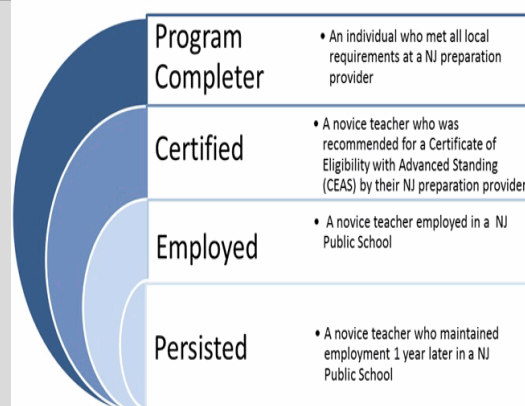 Program
Completer
• An individual who met all local
requirements at a NJ preparation
provider
Certified
• A novice teacher who was
recommended for a Certificate of
Eligibility with Advanced Standing
(CEAS) by their NJ preparation provider
Employed
• A novice teacher employed in a NJ
Public School
Persisted
• A novice teacher who maintained
employment 1 year later in a NJ
Public School